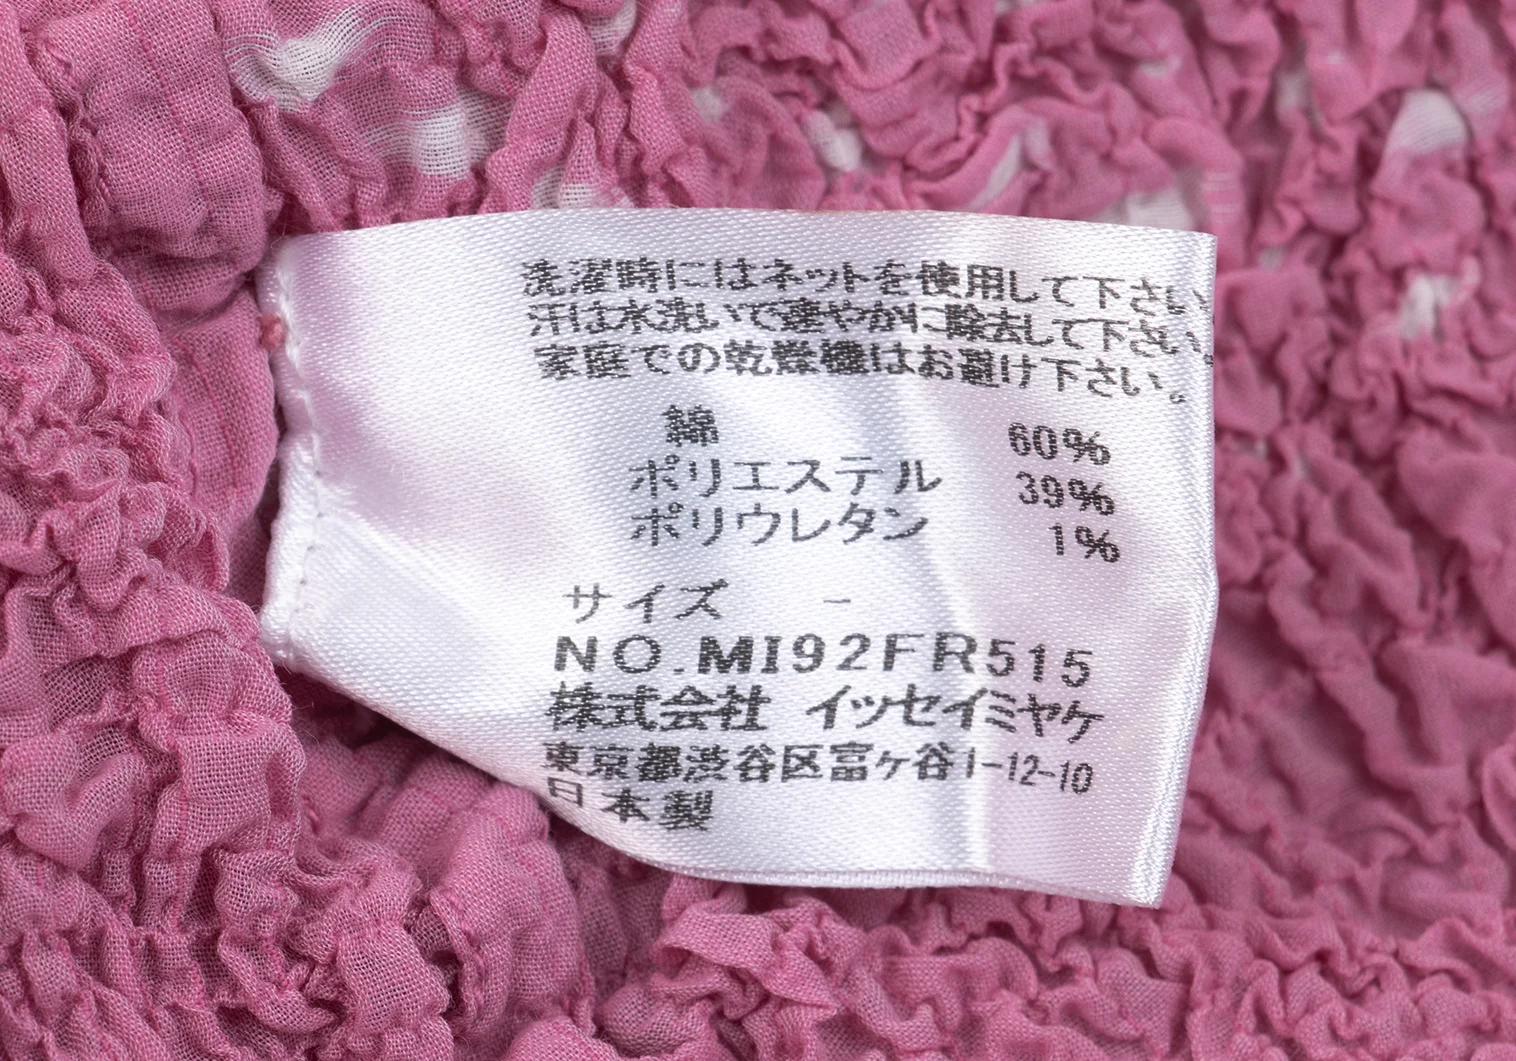 洗濯時にはネットを使用して下さい。
汗は水洗いで速やかに除去して下さい。
家庭での乾燥機はお避け下さい。
綿 60%
ポリエステル 39%
ポリウレタン 1%
サイズ -
NO.MI92FR515
株式会社 イッセイミヤケ
東京都渋谷区富ヶ谷1-12-10
日本製